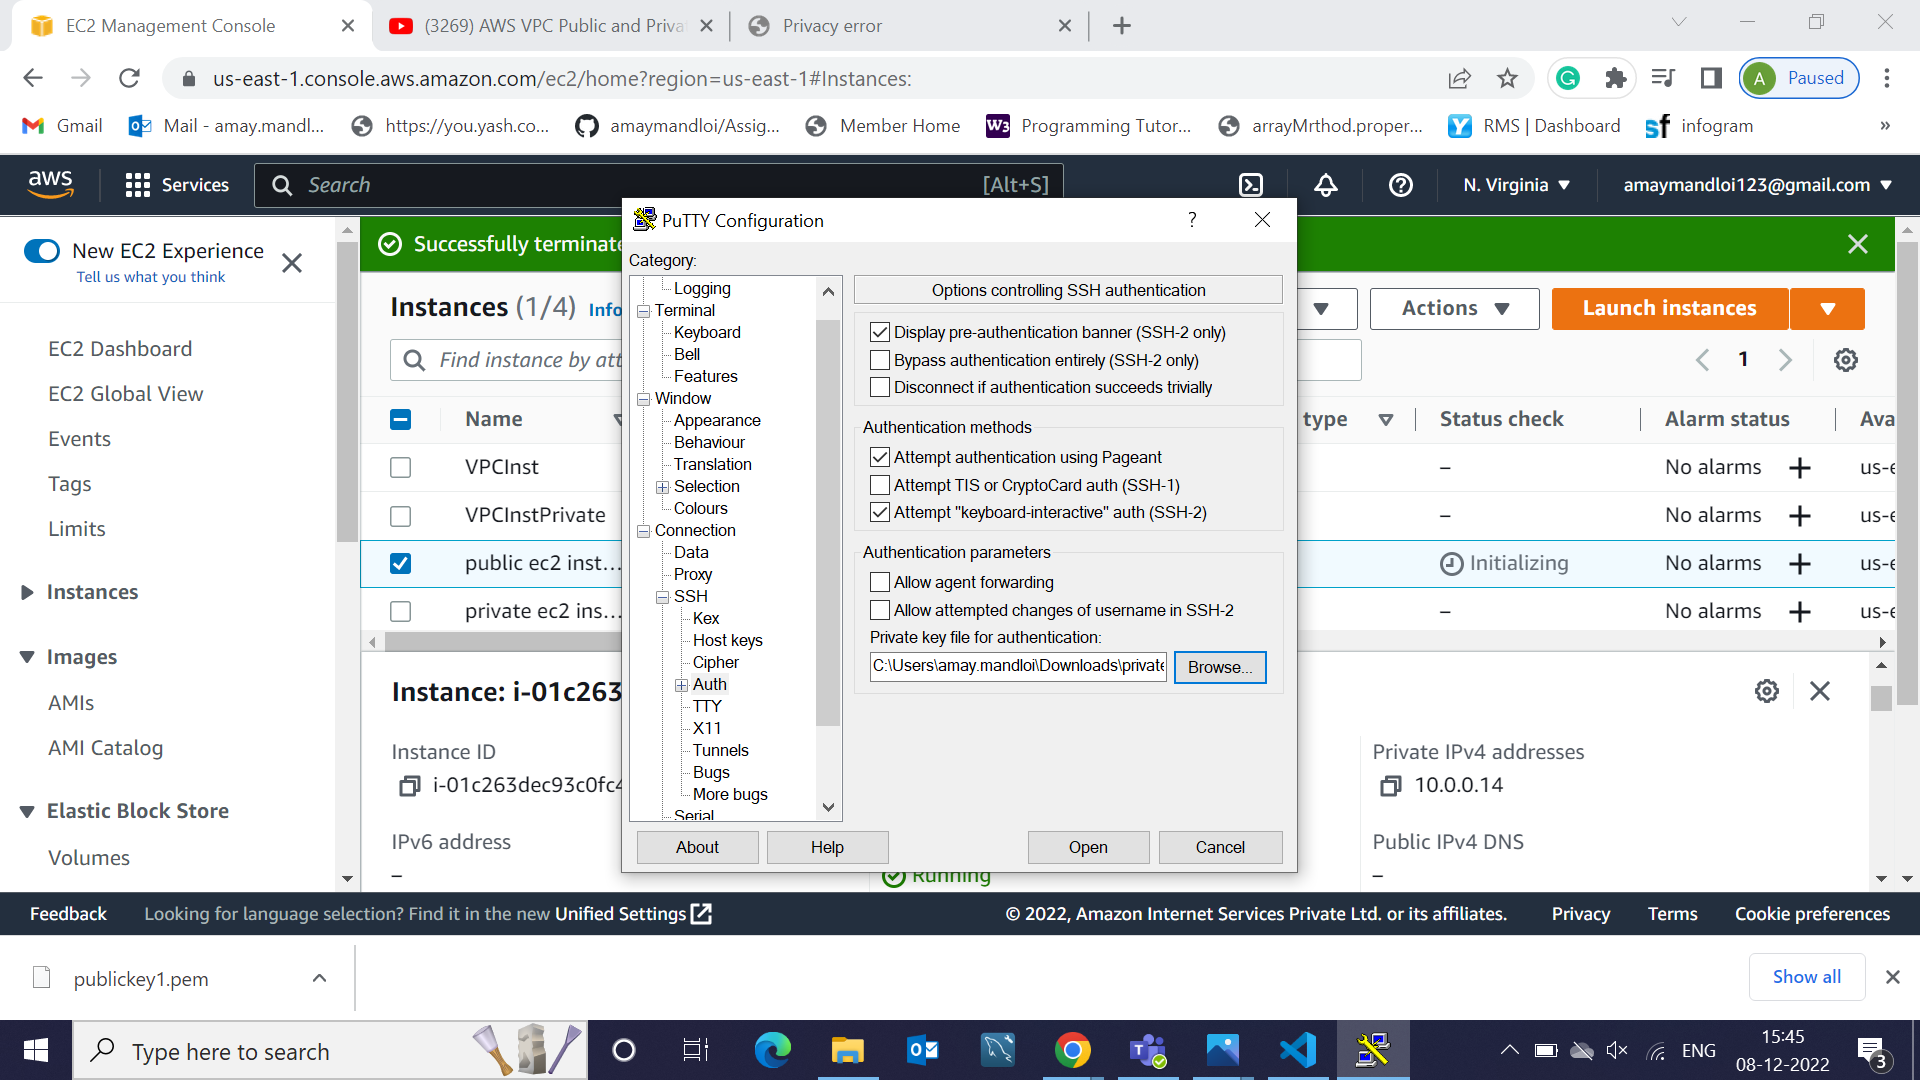 EC2 Management Console
(3269) AWS VPC Public and Priva
Privacy error
us-east-1.console.aws.amazon.com/ec2/home?region=us-east-1#Instances:
A
Paused
Gmail
Mail - amay.mandl...
https://you.yash.co...
amaymandloi/Assig...
Member Home
W3
Programming Tutor...
arrayMrthod.proper...
RMS | Dashboard
sf
infogram
»
aws
Services
Search
[Alt+S]
N. Virginia
amaymandloi123@gmail.com
New EC2 Experience
Tell us what you think
EC2 Dashboard
EC2 Global View
Events
Tags
Limits
Instances
Images
AMIs
AMI Catalog
Elastic Block Store
Volumes
Successfully terminate
Instances (1/4) Info
Actions
Launch instances
Find instance by att
1
Name
type
Status check
Alarm status
Ava
VPCInst
–
No alarms
us-e
VPCInstPrivate
–
No alarms
us-e
public ec2 inst...
Initializing
No alarms
us-e
private ec2 ins...
–
No alarms
us-e
Instance: i-01c263
Instance ID
i-01c263dec93c0fc4
IPv6 address
–
Running
Private IPv4 addresses
10.0.0.14
Public IPv4 DNS
–
PuTTY Configuration
?
Category:
Logging
Terminal
Keyboard
Bell
Features
Window
Appearance
Behaviour
Translation
Selection
Colours
Connection
Data
Proxy
SSH
Kex
Host keys
Cipher
Auth
TTY
X11
Tunnels
Bugs
More bugs
Serial
Options controlling SSH authentication
Display pre-authentication banner (SSH-2 only)
Bypass authentication entirely (SSH-2 only)
Disconnect if authentication succeeds trivially
Authentication methods
Attempt authentication using Pageant
Attempt TIS or CryptoCard auth (SSH-1)
Attempt "keyboard-interactive" auth (SSH-2)
Authentication parameters
Allow agent forwarding
Allow attempted changes of username in SSH-2
Private key file for authentication:
C:\Users\amay.mandloi\Downloads\private
Browse...
About
Help
Open
Cancel
Feedback
Looking for language selection? Find it in the new Unified Settings
© 2022, Amazon Internet Services Private Ltd. or its affiliates.
Privacy
Terms
Cookie preferences
publickey1.pem
Show all
Type here to search
ENG
15:45
08-12-2022
3